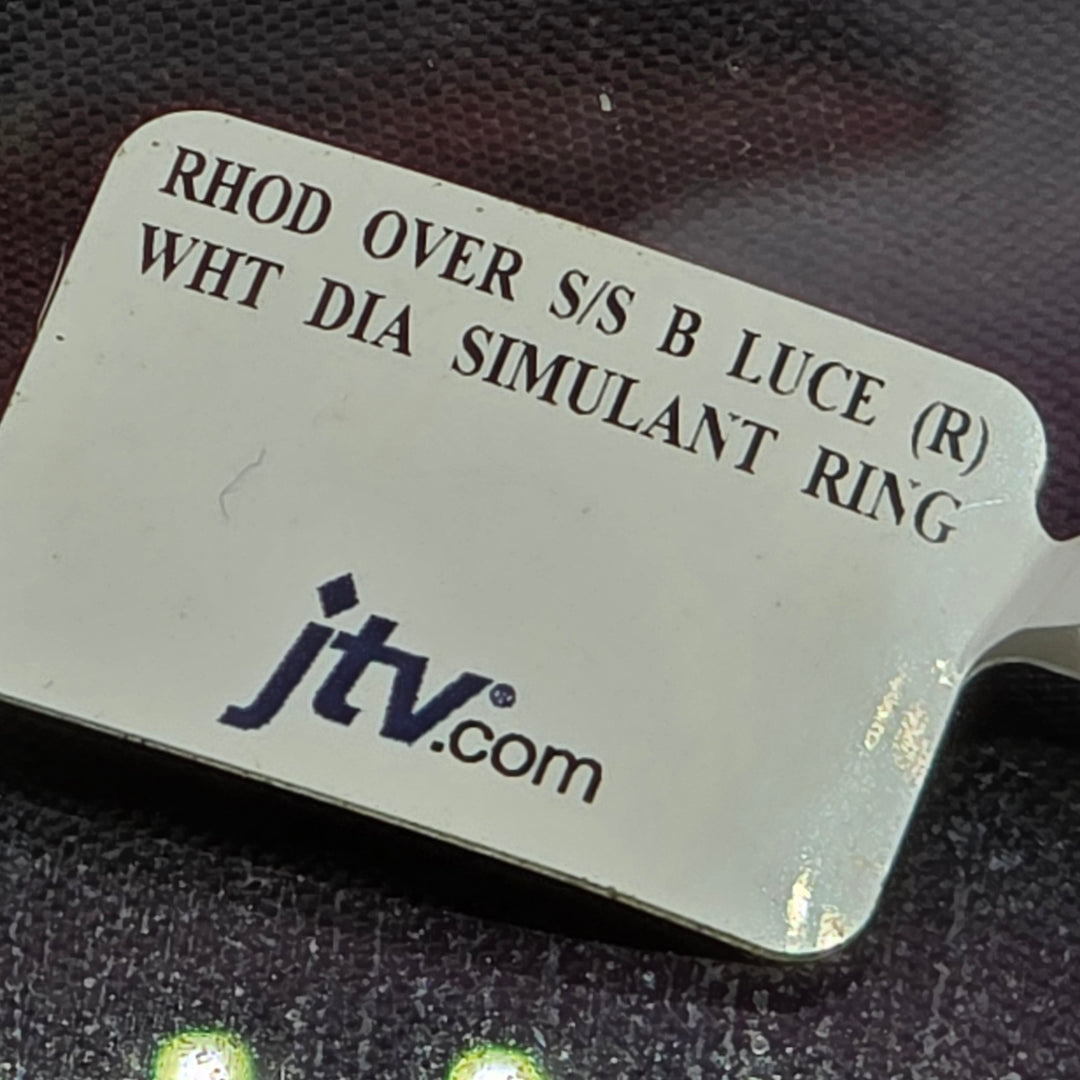 RHOD OVER S/S B LUCE (R)
WHT DIA SIMULANT RING
jtv®.com